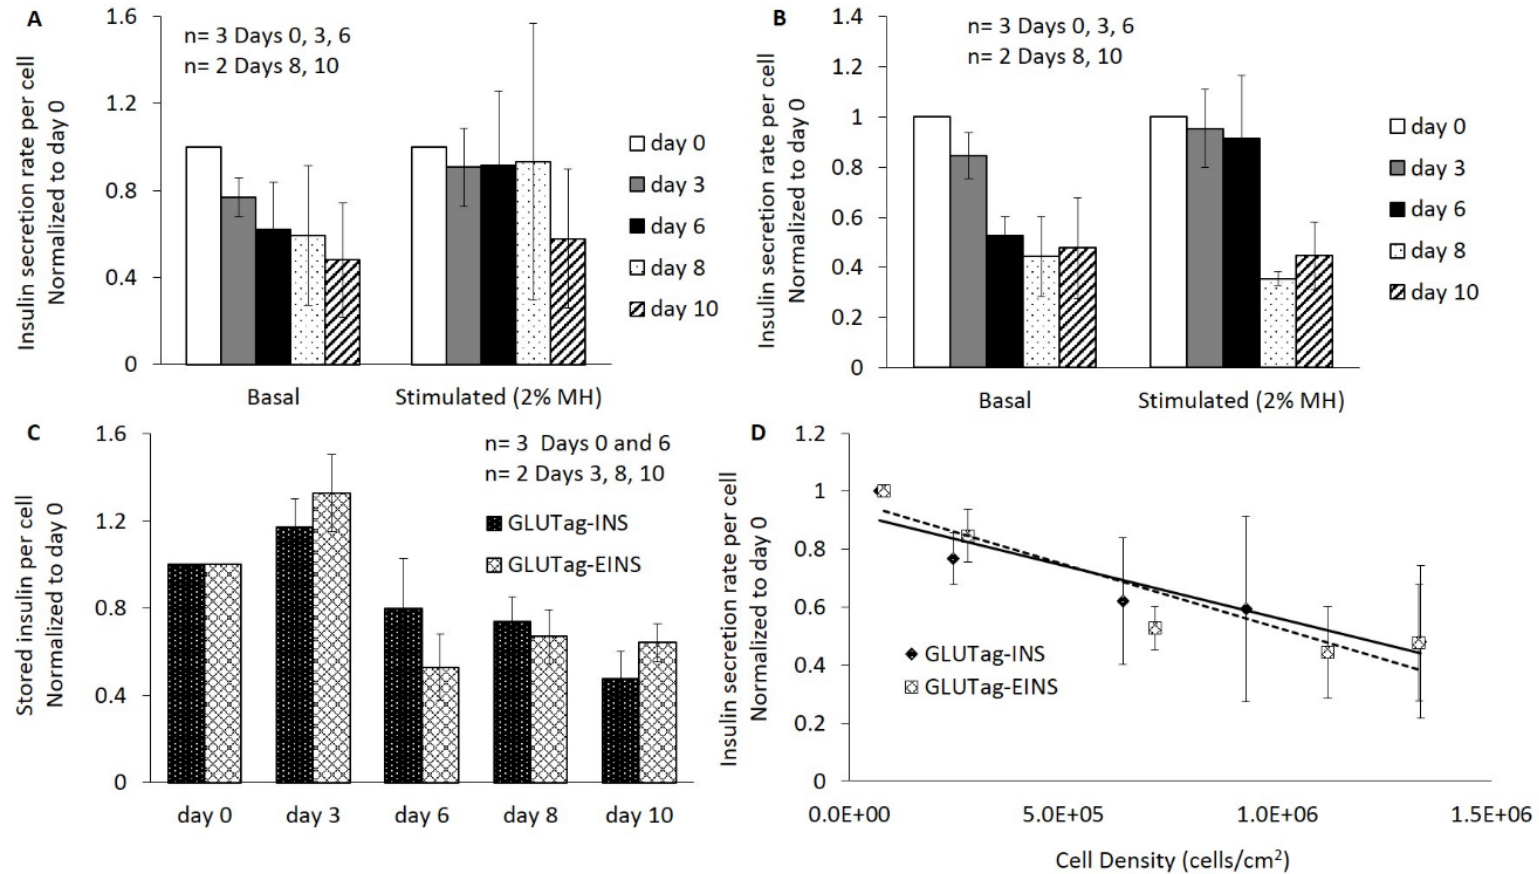 A
Insulin secretion rate per cell
Normalized to day 0
1.6
1.2
0.8
0.4
0
n= 3 Days 0, 3, 6
n= 2 Days 8, 10
day 0
day 3
day 6
day 8
day 10
Basal
Stimulated (2% MH)
B
Insulin secretion rate per cell
Normalized to day 0
1.4
1.2
1
0.8
0.6
0.4
0.2
0
n= 3 Days 0, 3, 6
n= 2 Days 8, 10
day 0
day 3
day 6
day 8
day 10
Basal
Stimulated (2% MH)
C
Stored insulin per cell
Normalized to day 0
1.6
1.2
0.8
0.4
0
n= 3 Days 0 and 6
n= 2 Days 3, 8, 10
GLUTag-INS
GLUTag-EINS
day 0
day 3
day 6
day 8
day 10
D
Insulin secretion rate per cell
Normalized to day 0
1.2
1
0.8
0.6
0.4
0.2
0
GLUTag-INS
GLUTag-EINS
0.0E+00
5.0E+05
1.0E+06
1.5E+06
Cell Density (cells/cm²)